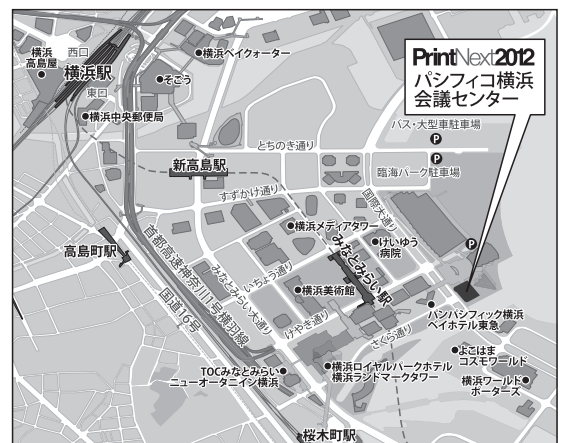 横浜
高島屋
西口
横浜ベイクォーター
横浜駅
そごう
東口
横浜中央郵便局
PrintNext2012
パシフィコ横浜
会議センター
バス・大型車駐車場
P
とちのき通り
P
新高島駅
臨海パーク駐車場
すずかけ通り
国際大通り
横浜メディアタワー
けいゆう
病院
P
高島町駅
首都高速神奈川1号横羽線
国道16号
みなとみらい大通り
いちょう通り
みなとみらい駅
横浜美術館
けやき通り
さくら通り
パンパシフィック横浜
ベイホテル東急
よこはま
コスモワールド
TOCみなとみらい
ニューオータニイン横浜
横浜ロイヤルパークホテル
横浜ランドマークタワー
横浜ワールド
ポーターズ
桜木町駅